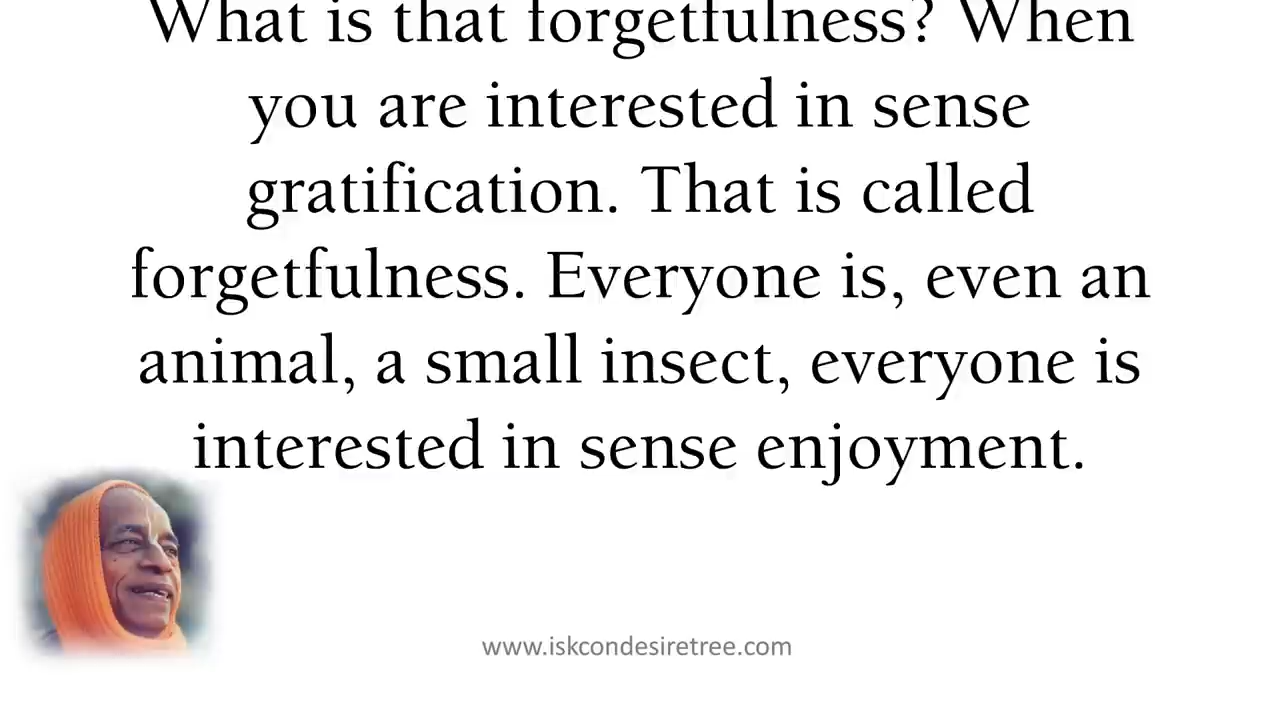 What is that forgetfulness? When
you are interested in sense
gratification. That is called
forgetfulness. Everyone is, even an
animal, a small insect, everyone is
interested in sense enjoyment.
www.iskcondesiretree.com